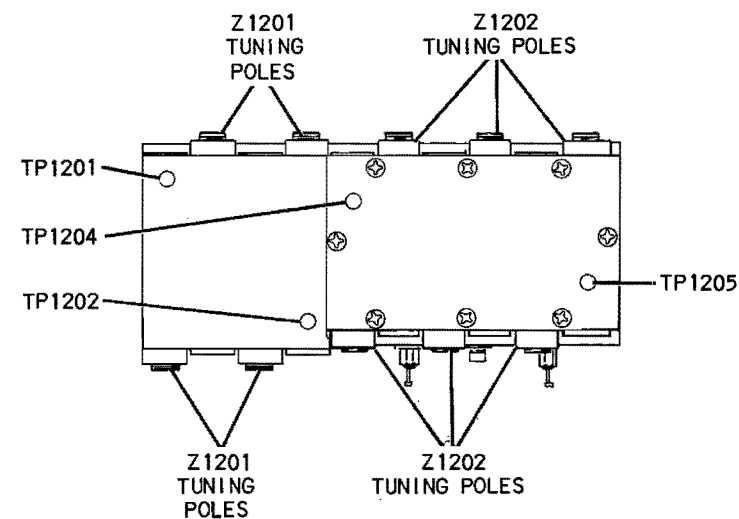 Z1201
TUNING
POLES
Z1202
TUNING POLES
TP1201
TP1204
TP1202
TP1205
Z1201
TUNING
POLES
Z1202
TUNING POLES